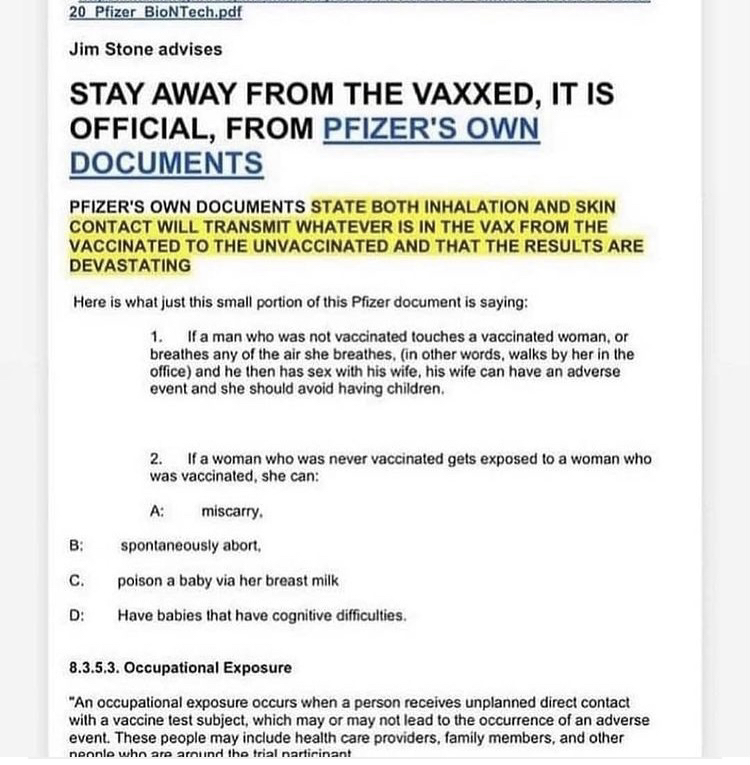 20_Pfizer_BioNTech.pdf
Jim Stone advises
STAY AWAY FROM THE VAXXED, IT IS
OFFICIAL, FROM PFIZER'S OWN
DOCUMENTS
PFIZER'S OWN DOCUMENTS STATE BOTH INHALATION AND SKIN
CONTACT WILL TRANSMIT WHATEVER IS IN THE VAX FROM THE
VACCINATED TO THE UNVACCINATED AND THAT THE RESULTS ARE
DEVASTATING
Here is what just this small portion of this Pfizer document is saying:
1. If a man who was not vaccinated touches a vaccinated woman, or
breathes any of the air she breathes, (in other words, walks by her in the
office) and he then has sex with his wife, his wife can have an adverse
event and she should avoid having children.
2. If a woman who was never vaccinated gets exposed to a woman who
was vaccinated, she can:
A: miscarry,
B: spontaneously abort,
C. poison a baby via her breast milk
D: Have babies that have cognitive difficulties.
8.3.5.3. Occupational Exposure
"An occupational exposure occurs when a person receives unplanned direct contact
with a vaccine test subject, which may or may not lead to the occurrence of an adverse
event. These people may include health care providers, family members, and other
people who are around the trial participant